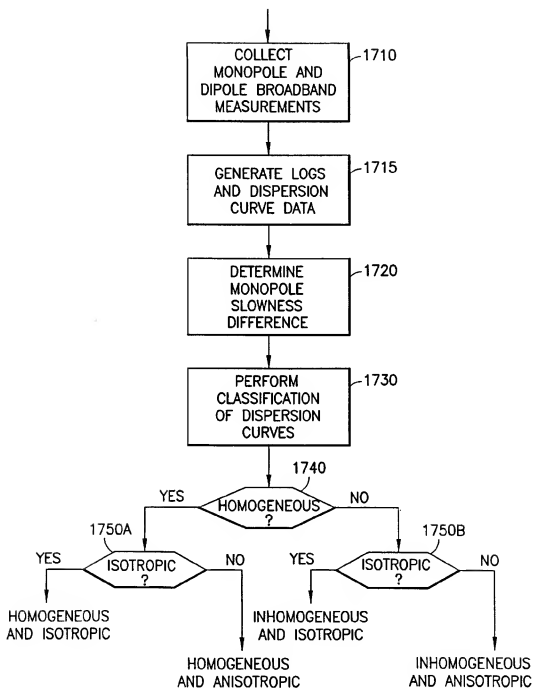 COLLECT
MONOPOLE AND
DIPOLE BROADBAND
MEASUREMENTS
1710
GENERATE LOGS
AND DISPERSION
CURVE DATA
1715
DETERMINE
MONOPOLE
SLOWNESS
DIFFERENCE
1720
PERFORM
CLASSIFICATION
OF DISPERSION
CURVES
1730
1740
YES
HOMOGENEOUS
?
NO
1750A
YES
ISOTROPIC
?
NO
1750B
YES
ISOTROPIC
?
NO
HOMOGENEOUS
AND ISOTROPIC
INHOMOGENEOUS
AND ISOTROPIC
HOMOGENEOUS
AND ANISOTROPIC
INHOMOGENEOUS
AND ANISOTROPIC